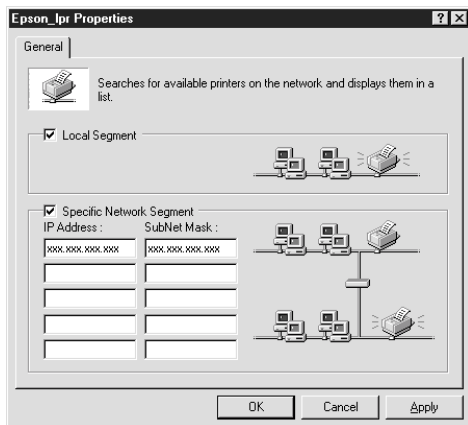 Epson_lpr Properties
General
Searches for available printers on the network and displays them in a
list.
Local Segment
Specific Network Segment
IP Address : SubNet Mask :
xxx.xxx.xxx.xxx xxx.xxx.xxx.xxx
OK Cancel Apply